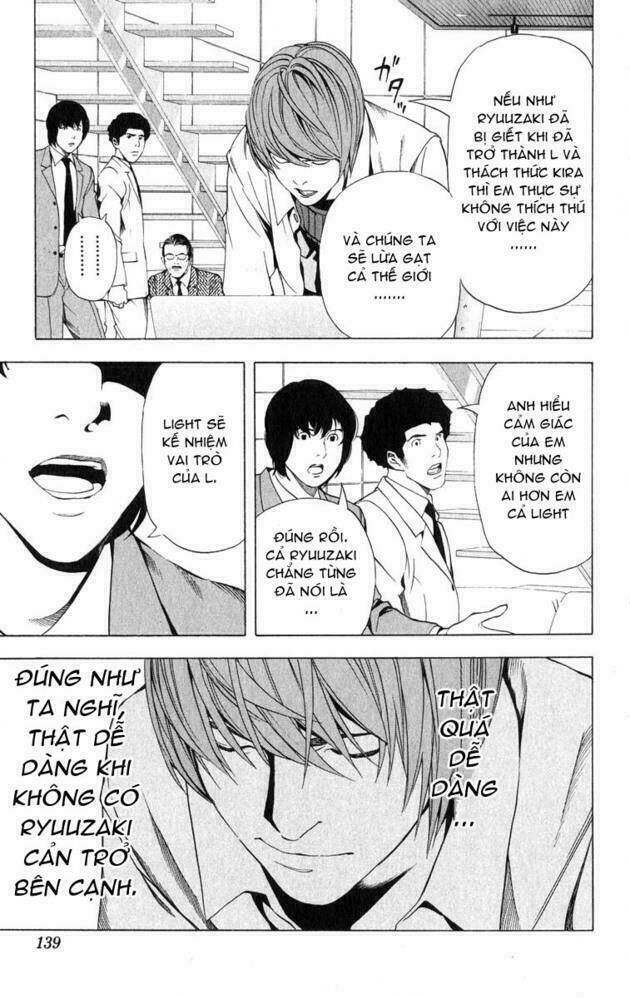 ガタッ
NẾU NHƯ
RYUUZAKI ĐÃ
BỊ GIẾT KHI ĐÃ
TRỞ THÀNH L VÀ
THÁCH THỨC KIRA
THÌ EM THỰC SỰ
KHÔNG THÍCH THÚ
VỚI VIỆC NÀY
......
VÀ CHÚNG TA
SẼ LỪA GẠT
CẢ THẾ GIỚI
.......
......
ANH HIỂU
CẢM GIÁC
CỦA EM
NHƯNG
KHÔNG CÒN
AI HƠN EM
CẢ LIGHT
ĐÚNG RỒI.
CẢ RYUUZAKI
CHẲNG TỪNG
ĐÃ NÓI LÀ
...
LIGHT SẼ
KẾ NHIỆM
VAI TRÒ
CỦA L.
THẬT
QUÁ
DỄ
DÀNG
...
ĐÚNG NHƯ
TA NGHĨ,
THẬT DỄ
DÀNG KHI
KHÔNG CÓ
RYUUZAKI
CẢN TRỞ
BÊN CẠNH.
139